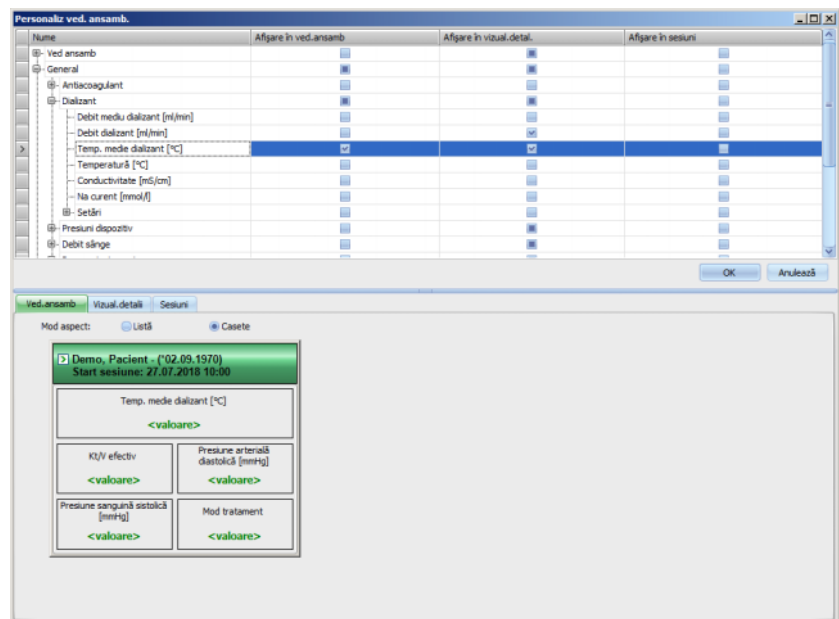 Personaliz ved. ansamb.
Nume Afişare în ved.ansamb Afişare în vizual.detal. Afişare în sesiuni
Ved ansamb
General
Antiacoagulant
Dializant
Debit mediu dializant [ml/min]
Debit dializant [ml/min]
Temp. medie dializant [°C]
Temperatură [°C]
Conductivitate [mS/cm]
Na curent [mmol/l]
Setări
Presiuni dispozitiv
Debit sânge
OK Anulează
Ved.ansamb Vizual.detalii Sesiuni
Mod aspect: Listă Casete
Demo, Pacient - (*02.09.1970)
Start sesiune: 27.07.2018 10:00
Temp. medie dializant [°C]
<valoare>
Kt/V efectiv
<valoare>
Presiune arterială
diastolică [mmHg]
<valoare>
Presiune sanguină sistolică
[mmHg]
<valoare>
Mod tratament
<valoare>